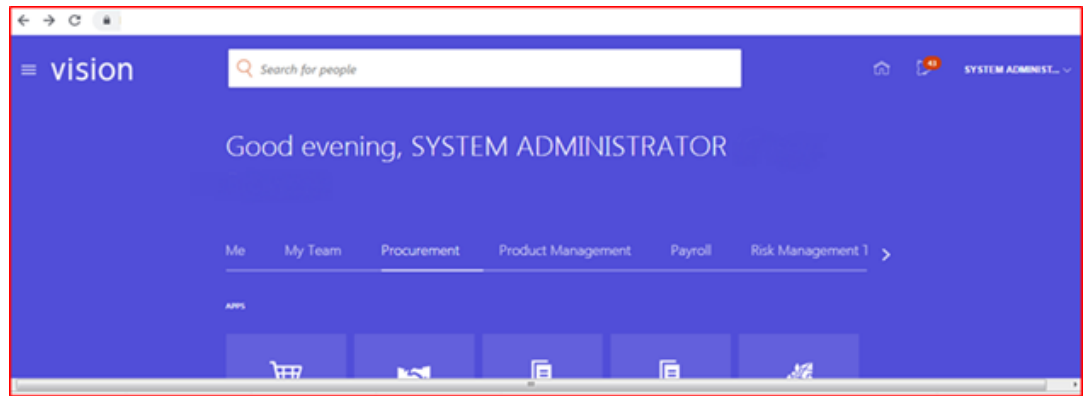 vision
Search for people
43
SYSTEM ADMINIST...
Good evening, SYSTEM ADMINISTRATOR
Me My Team Procurement Product Management Payroll Risk Management
APPS